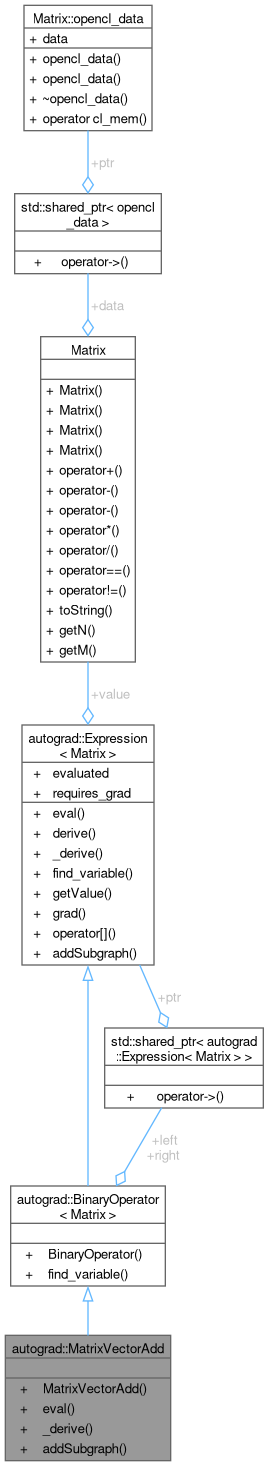 Matrix::opencl_data
+ data
+ opencl_data()
+ opencl_data()
+ ~opencl_data()
+ operator cl_mem()
+ptr
std::shared_ptr< opencl
_data >
+ operator->()
+data
Matrix
+ Matrix()
+ Matrix()
+ Matrix()
+ Matrix()
+ operator+()
+ operator-()
+ operator-()
+ operator*()
+ operator/()
+ operator==()
+ operator!=()
+ toString()
+ getN()
+ getM()
+value
autograd::Expression
< Matrix >
+ evaluated
+ requires_grad
+ eval()
+ derive()
+ _derive()
+ find_variable()
+ getValue()
+ grad()
+ operator[]()
+ addSubgraph()
+ptr
std::shared_ptr< autograd
::Expression< Matrix > >
+ operator->()
+left
+right
autograd::BinaryOperator
< Matrix >
+ BinaryOperator()
+ find_variable()
autograd::MatrixVectorAdd
+ MatrixVectorAdd()
+ eval()
+ _derive()
+ addSubgraph()